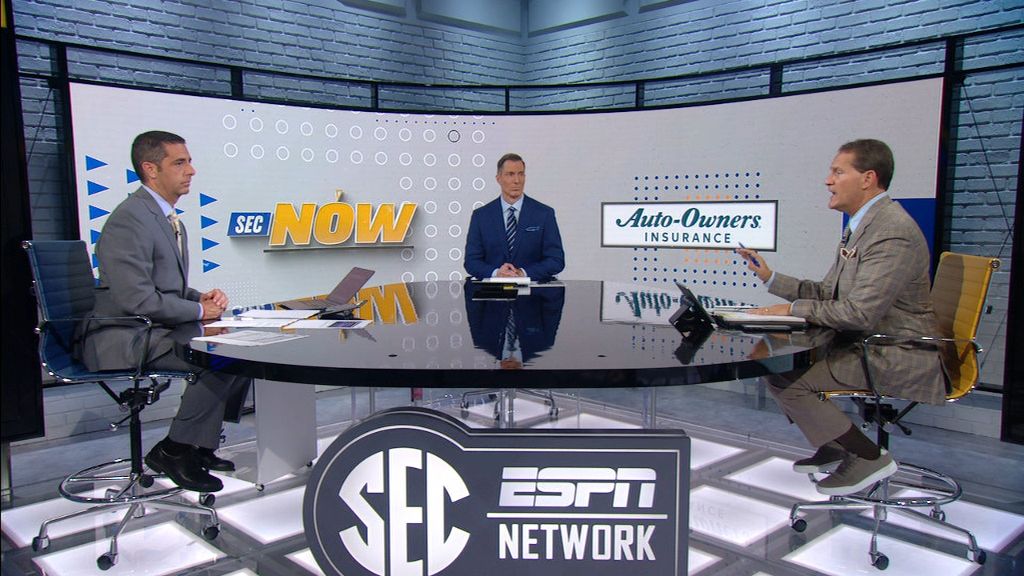 SEC NOW
Auto-Owners
INSURANCE
SEC
ESPN
NETWORK